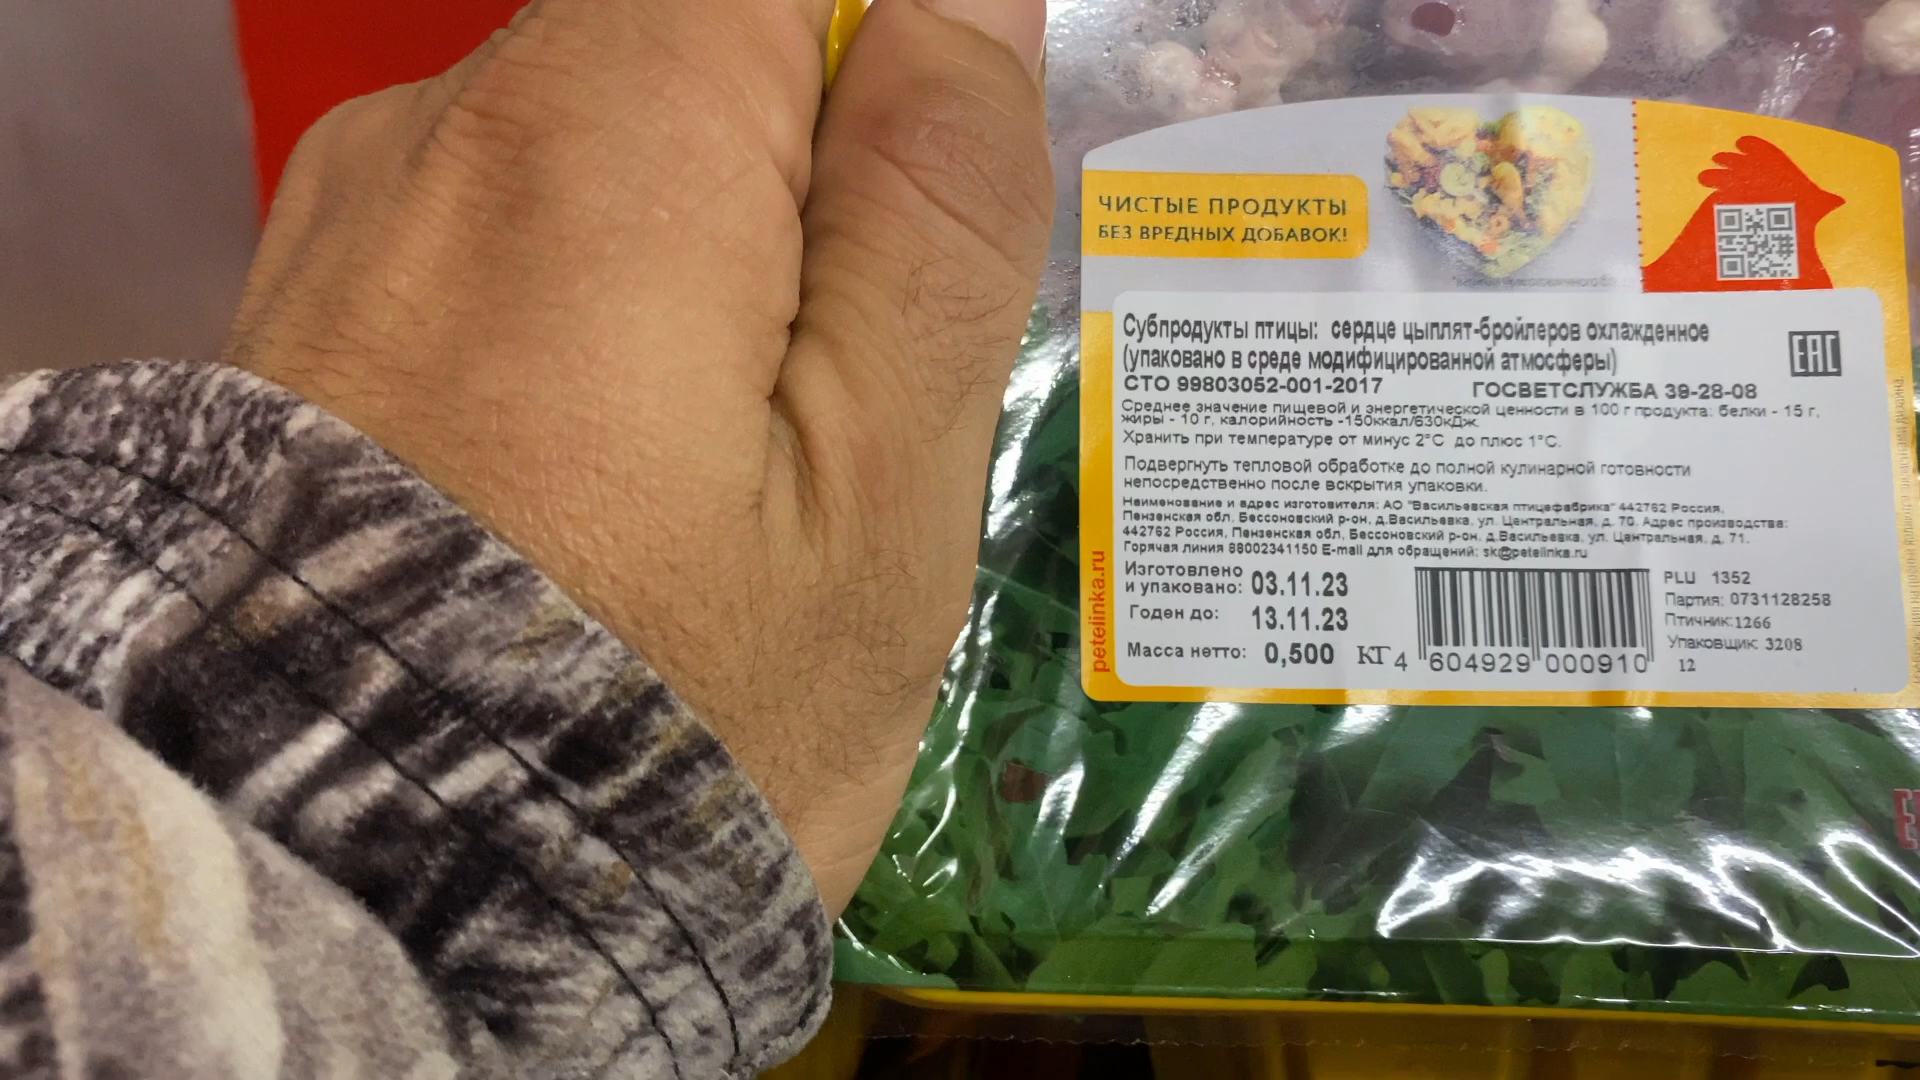 ЧИСТЫЕ ПРОДУКТЫ
БЕЗ ВРЕДНЫХ ДОБАВОК!
Субпродукты птицы: сердце цыплят-бройлеров охлажденное
(упаковано в среде модифицированной атмосферы)
EAC
СТО 99803052-001-2017 ГОСВЕТСЛУЖБА 39-28-08
Среднее значение пищевой и энергетической ценности в 100 г продукта: белки - 15 г,
жиры - 10 г, калорийность -150ккал/630кДж.
Хранить при температуре от минус 2°С до плюс 1°С.
Подвергнуть тепловой обработке до полной кулинарной готовности
непосредственно после вскрытия упаковки.
Наименование и адрес изготовителя: АО "Васильевская птицефабрика" 442762 Россия,
Пензенская обл, Бессоновский р-он, д.Васильевка, ул. Центральная, д. 70. Адрес производства:
442762 Россия, Пензенская обл, Бессоновский р-он, д.Васильевка, ул. Центральная, д. 71.
Горячая линия 88002341150 E-mail для обращений: sk@petelinka.ru
Изготовлено
и упаковано: 03.11.23
Годен до: 13.11.23
Масса нетто: 0,500 КГ
4 604929 000910
PLU 1352
Партия: 0731128258
Птичник:1266
Упаковщик: 3208
12
petelinka.ru